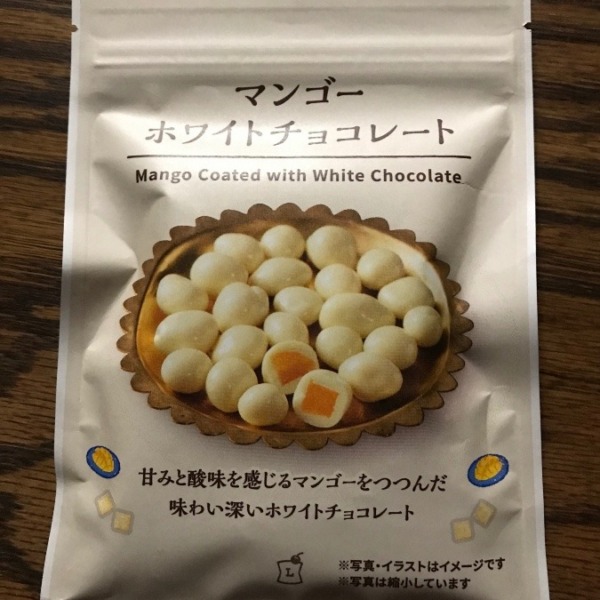 マンゴー
ホワイトチョコレート
Mango Coated with White Chocolate
甘みと酸味を感じるマンゴーをつつんだ
味わい深いホワイトチョコレート
L
※写真・イラストはイメージです
※写真は縮小しています